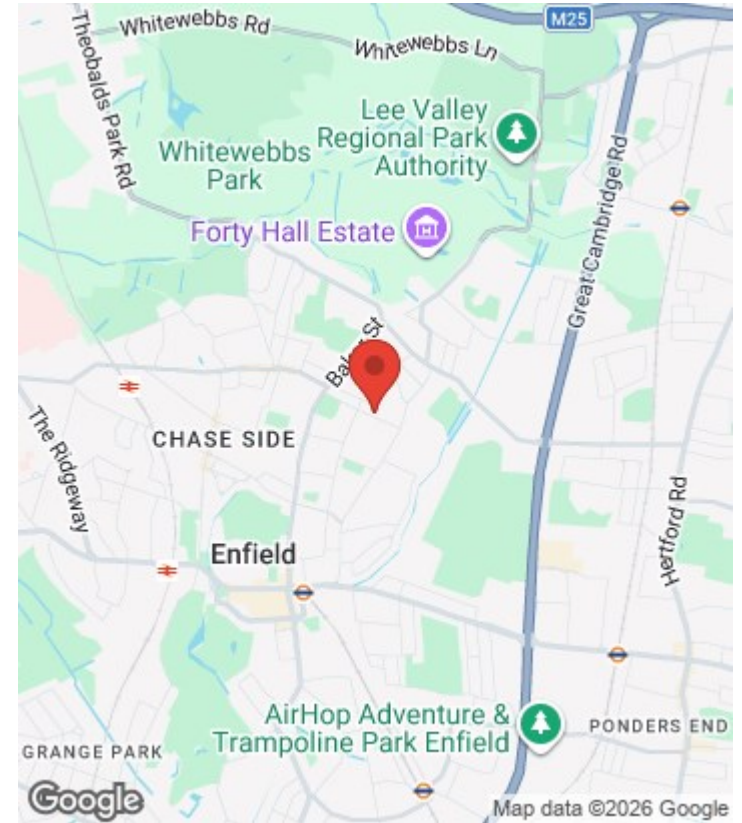 M25
Whitewebbs Rd
Whitewebbs Ln
Theobalds Park Rd
Lee Valley
Regional Park
Authority
Whitewebbs
Park
Forty Hall Estate
Great Cambridge Rd
CHASE SIDE
The Ridgeway
Hertford Rd
Enfield
AirHop Adventure &
Trampoline Park Enfield
PONDERS END
GRANGE PARK
Google
Map data ©2026 Google